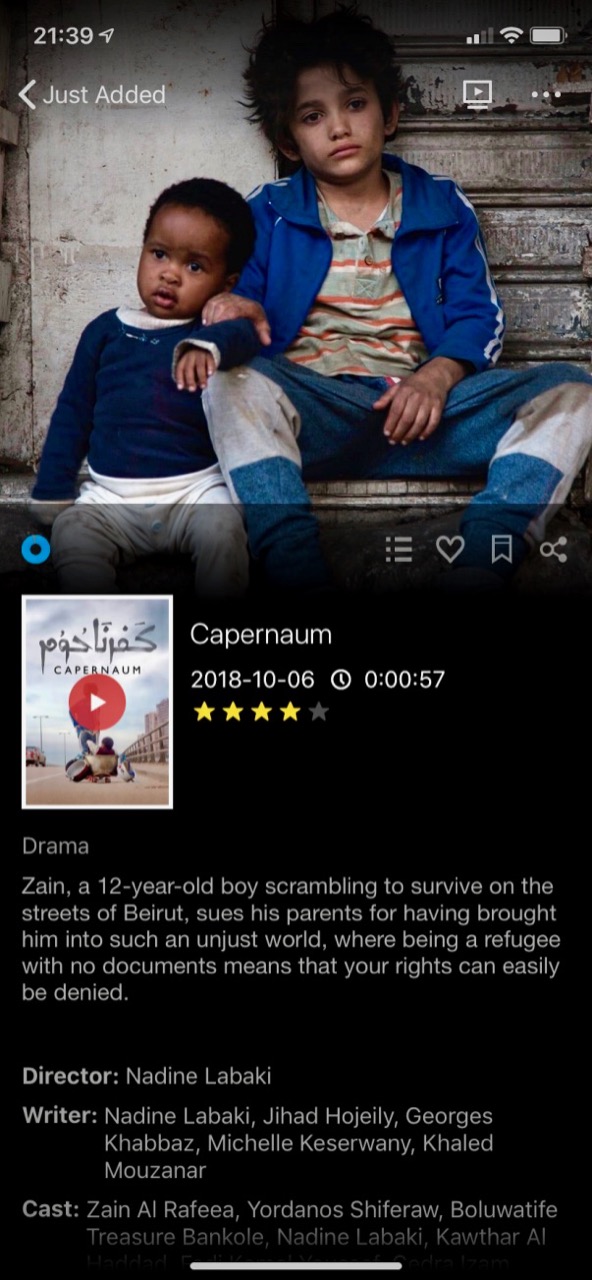 21:39
Just Added
كفرناحوم
CAPERNAUM
Capernaum
2018-10-06 0:00:57
Drama
Zain, a 12-year-old boy scrambling to survive on the
streets of Beirut, sues his parents for having brought
him into such an unjust world, where being a refugee
with no documents means that your rights can easily
be denied.
Director: Nadine Labaki
Writer: Nadine Labaki, Jihad Hojeily, Georges
Khabbaz, Michelle Keserwany, Khaled
Mouzanar
Cast: Zain Al Rafeea, Yordanos Shiferaw, Boluwatife
Treasure Bankole, Nadine Labaki, Kawthar Al
Haddad